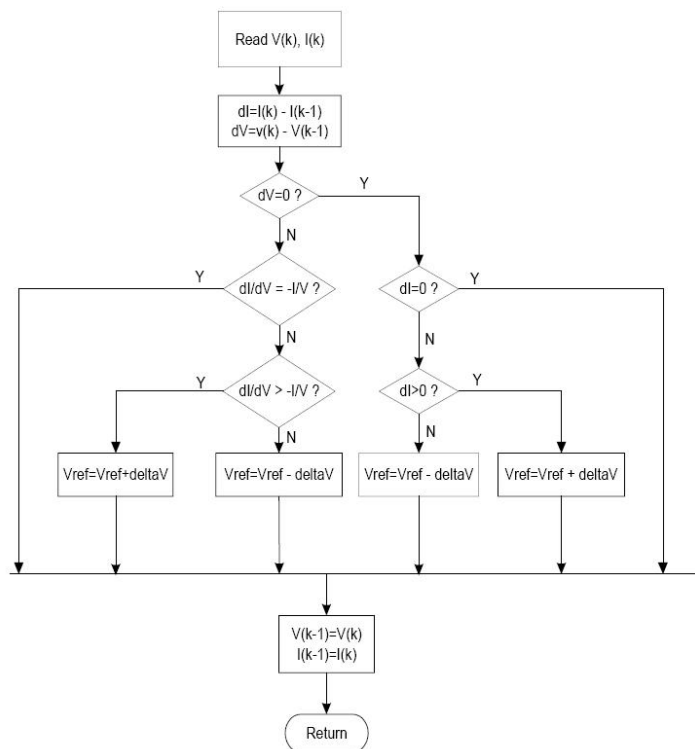 Read V(k), I(k)
dI=I(k) - I(k-1)
dV=v(k) - V(k-1)
dV=0 ?
Y
N
Y
dI/dV = -I/V ?
dI=0 ?
Y
N
N
Y
dI/dV > -I/V ?
dI>0 ?
Y
N
N
Vref=Vref+deltaV
Vref=Vref - deltaV
Vref=Vref - deltaV
Vref=Vref + deltaV
V(k-1)=V(k)
I(k-1)=I(k)
Return